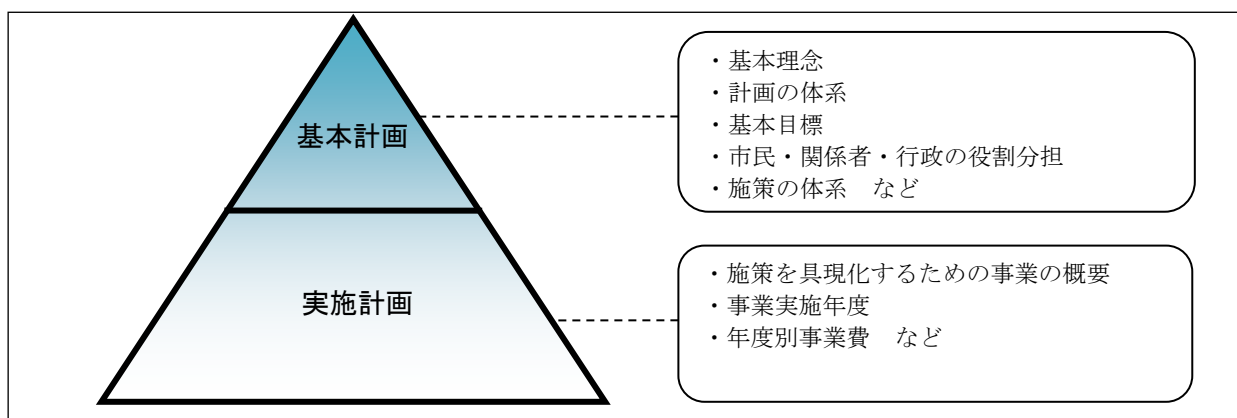 基本計画
・基本理念
・計画の体系
・基本目標
・市民・関係者・行政の役割分担
・施策の体系　など
実施計画
・施策を具現化するための事業の概要
・事業実施年度
・年度別事業費　など